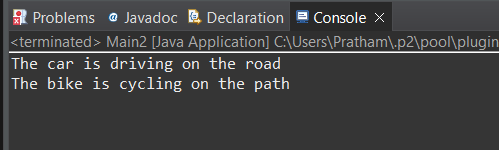 Problems @ Javadoc Declaration Console ×
<terminated> Main2 [Java Application] C:\Users\Pratham\.p2\pool\plugin
The car is driving on the road
The bike is cycling on the path